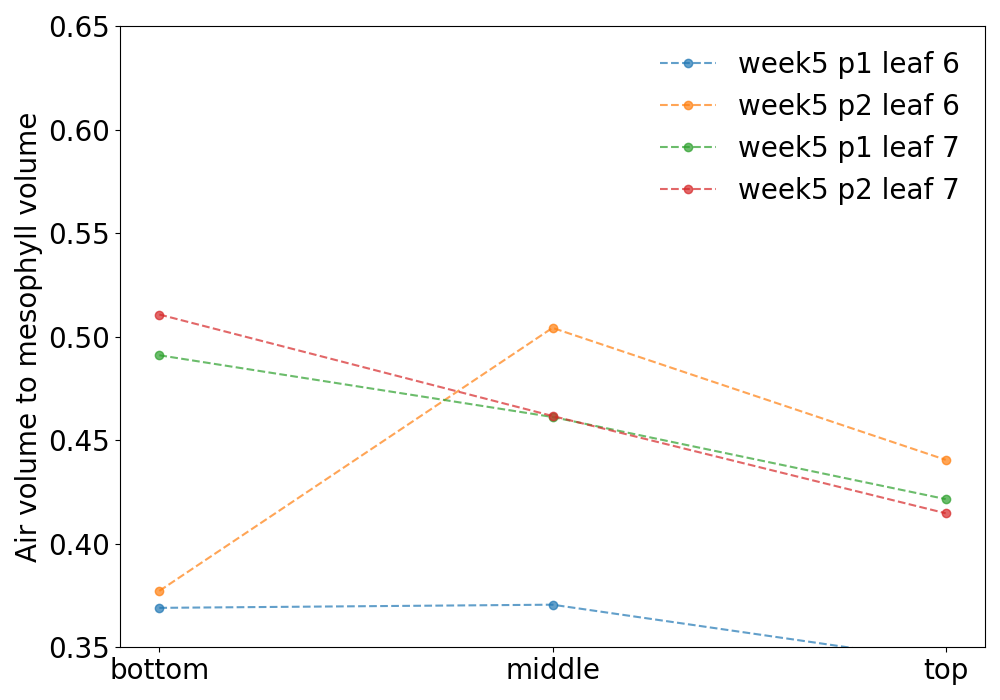 Air volume to mesophyll volume
0.65
0.60
0.55
0.50
0.45
0.40
0.35
bottom
middle
top
week5 p1 leaf 6
week5 p2 leaf 6
week5 p1 leaf 7
week5 p2 leaf 7